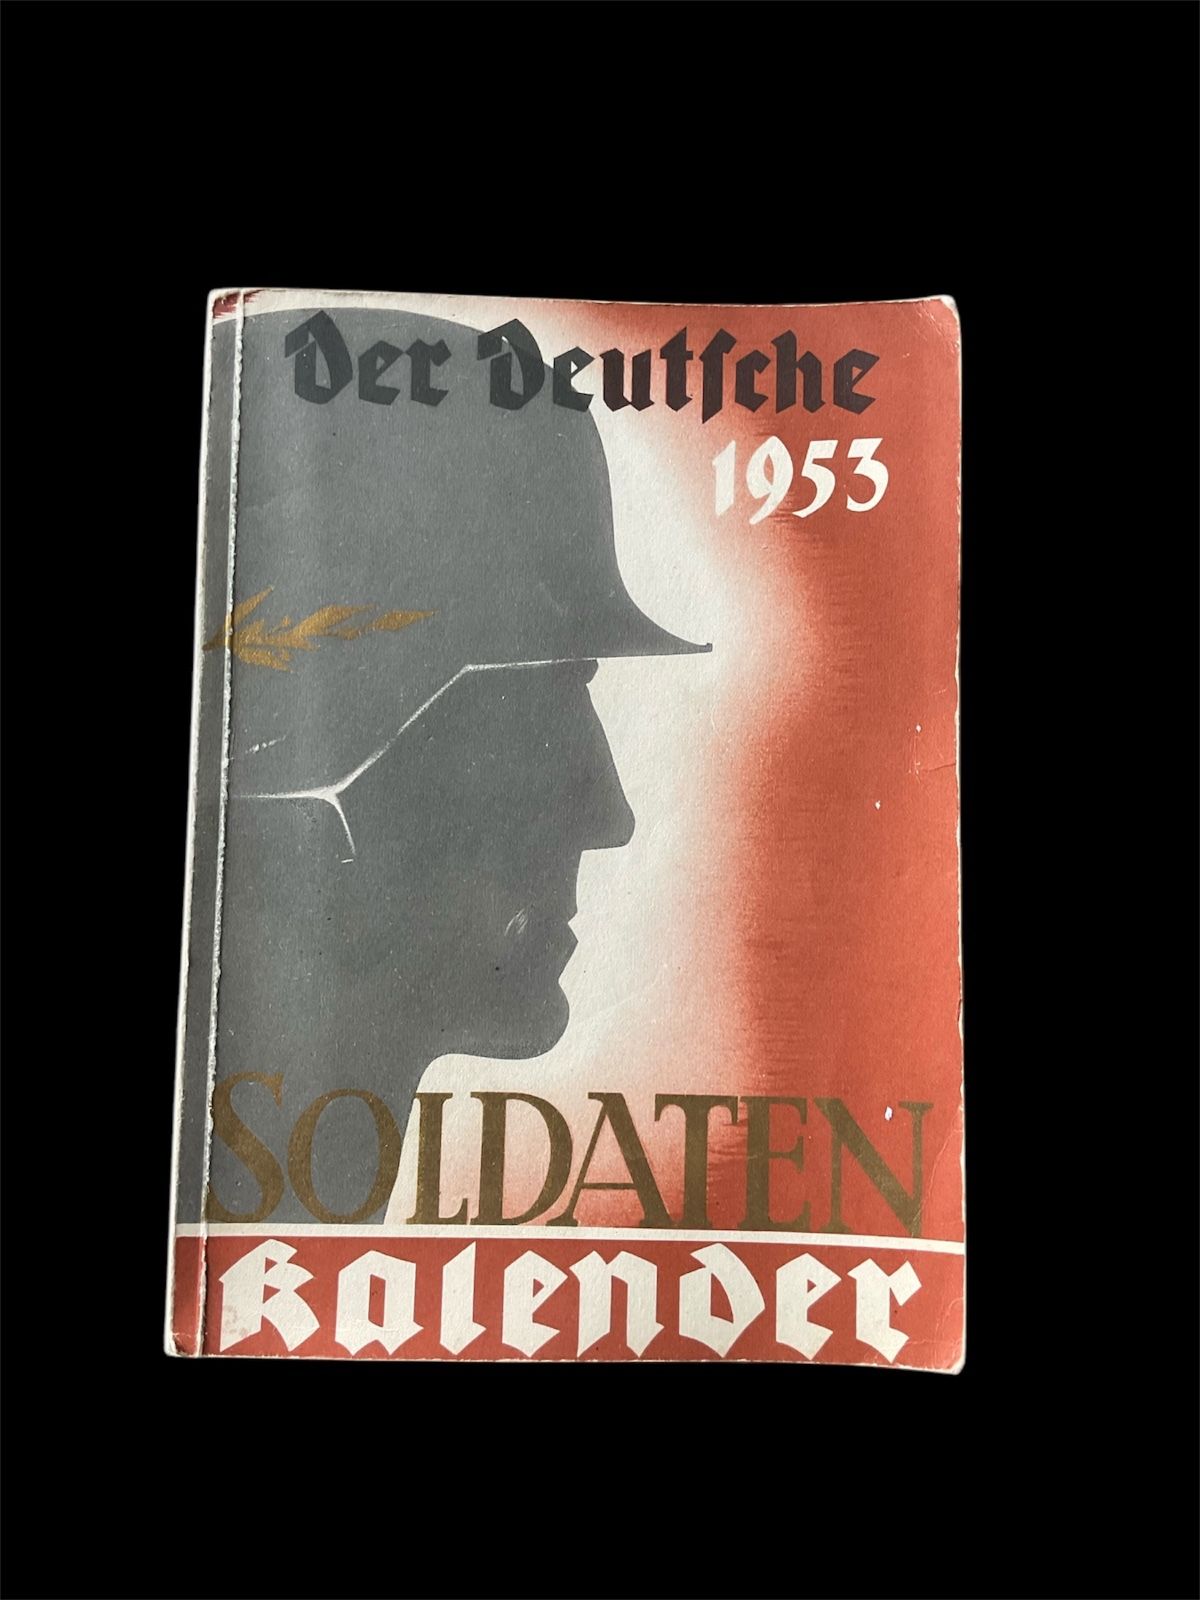 Der Deutſche
1953
SOLDATEN
Kalender